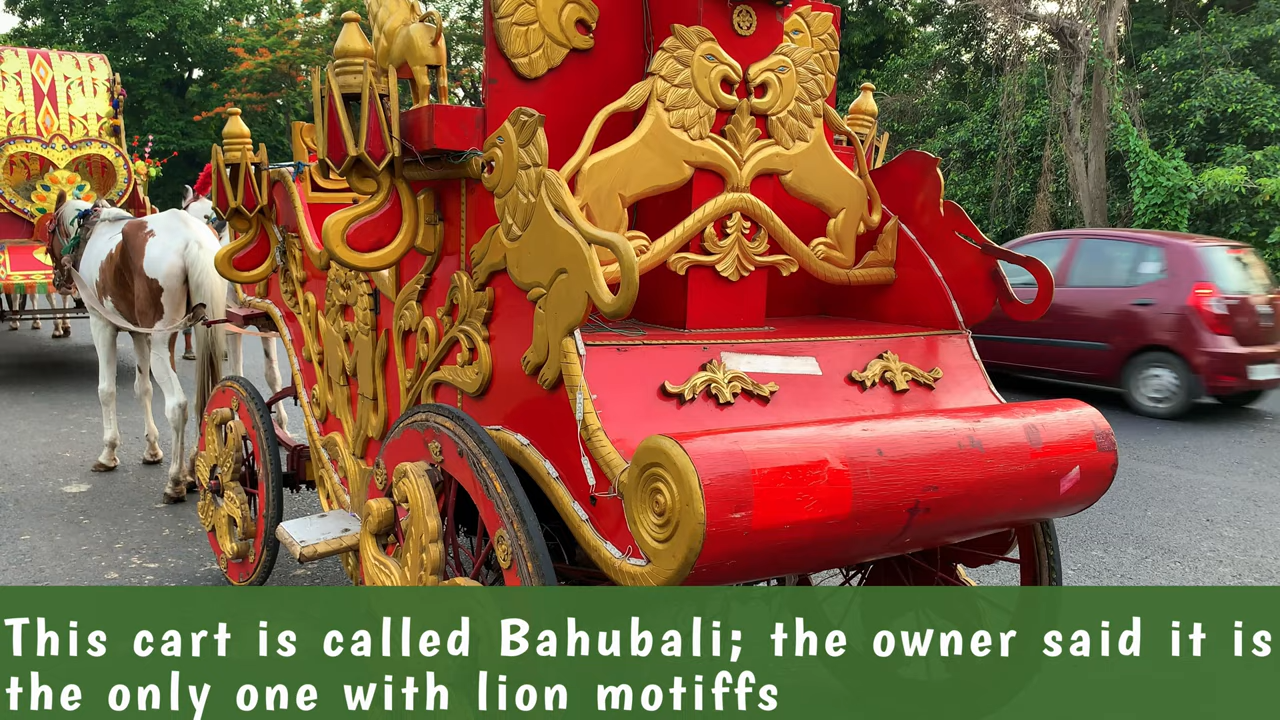 This cart is called Bahubali; the owner said it is
the only one with lion motiffs